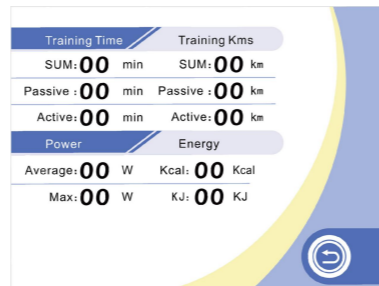 Training Time Training Kms
SUM: 00 min SUM: 00 km
Passive : 00 min Passive : 00 km
Active: 00 min Active: 00 km
Power Energy
Average: 00 W Kcal: 00 Kcal
Max: 00 W KJ: 00 KJ